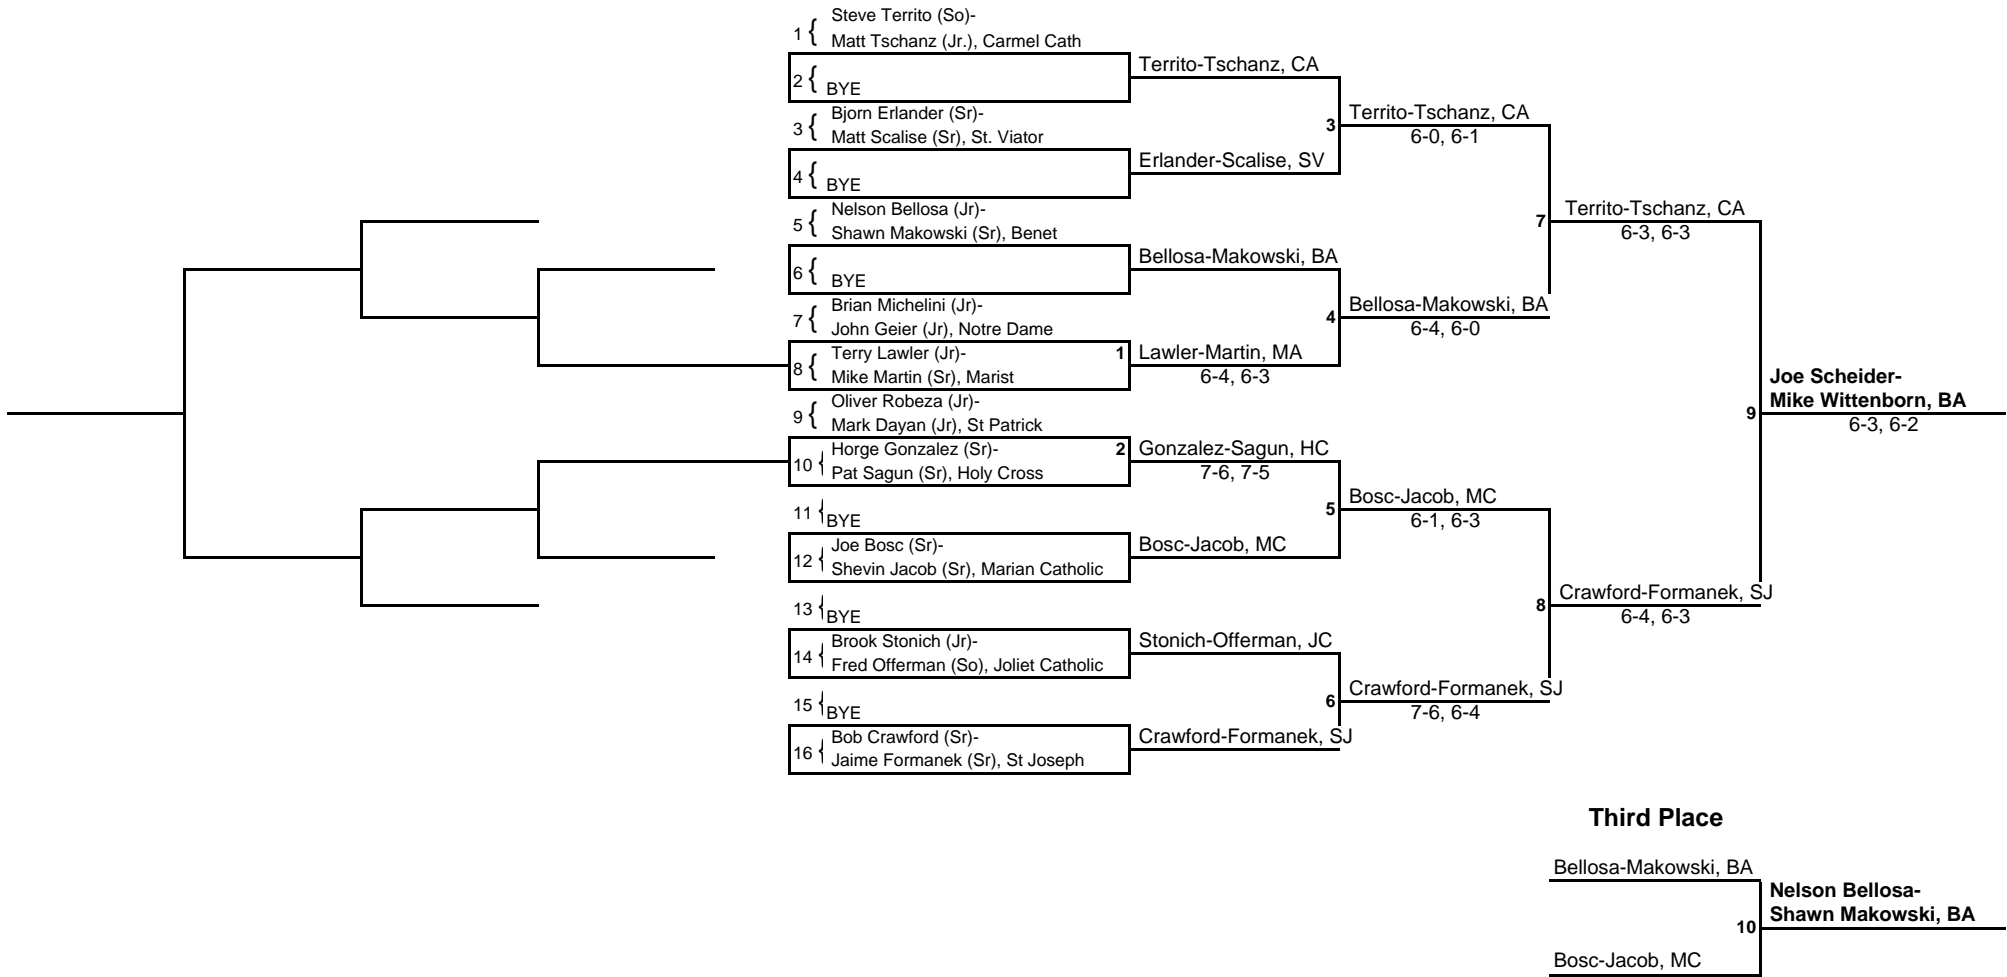 Steve Territo (So)-
1 {
Matt Tschanz (Jr.), Carmel Cath
2 { BYE
Bjorn Erlander (Sr)-
3 {
Matt Scalise (Sr), St. Viator
4 { BYE
Nelson Bellosa (Jr)-
5 {
Shawn Makowski (Sr), Benet
6 { BYE
Brian Michelini (Jr)-
7 {
John Geier (Jr), Notre Dame
Terry Lawler (Jr)-
8 {
Mike Martin (Sr), Marist
1
Oliver Robeza (Jr)-
9 {
Mark Dayan (Jr), St Patrick
Horge Gonzalez (Sr)-
10 {
Pat Sagun (Sr), Holy Cross
2
11 { BYE
Joe Bosc (Sr)-
12 {
Shevin Jacob (Sr), Marian Catholic
13 { BYE
Brook Stonich (Jr)-
14 {
Fred Offerman (So), Joliet Catholic
15 { BYE
Bob Crawford (Sr)-
16 {
Jaime Formanek (Sr), St Joseph
Territo-Tschanz, CA
3
Erlander-Scalise, SV
Bellosa-Makowski, BA
4
Lawler-Martin, MA
6-4, 6-3
Gonzalez-Sagun, HC
7-6, 7-5
5
Bosc-Jacob, MC
Stonich-Offerman, JC
6
Crawford-Formanek, SJ
Territo-Tschanz, CA
6-0, 6-1
7
Bellosa-Makowski, BA
6-4, 6-0
Bosc-Jacob, MC
6-1, 6-3
8
Crawford-Formanek, SJ
7-6, 6-4
Territo-Tschanz, CA
6-3, 6-3
9
Crawford-Formanek, SJ
6-4, 6-3
Joe Scheider-
Mike Wittenborn, BA
6-3, 6-2
Third Place
Bellosa-Makowski, BA
10
Bosc-Jacob, MC
Nelson Bellosa-
Shawn Makowski, BA